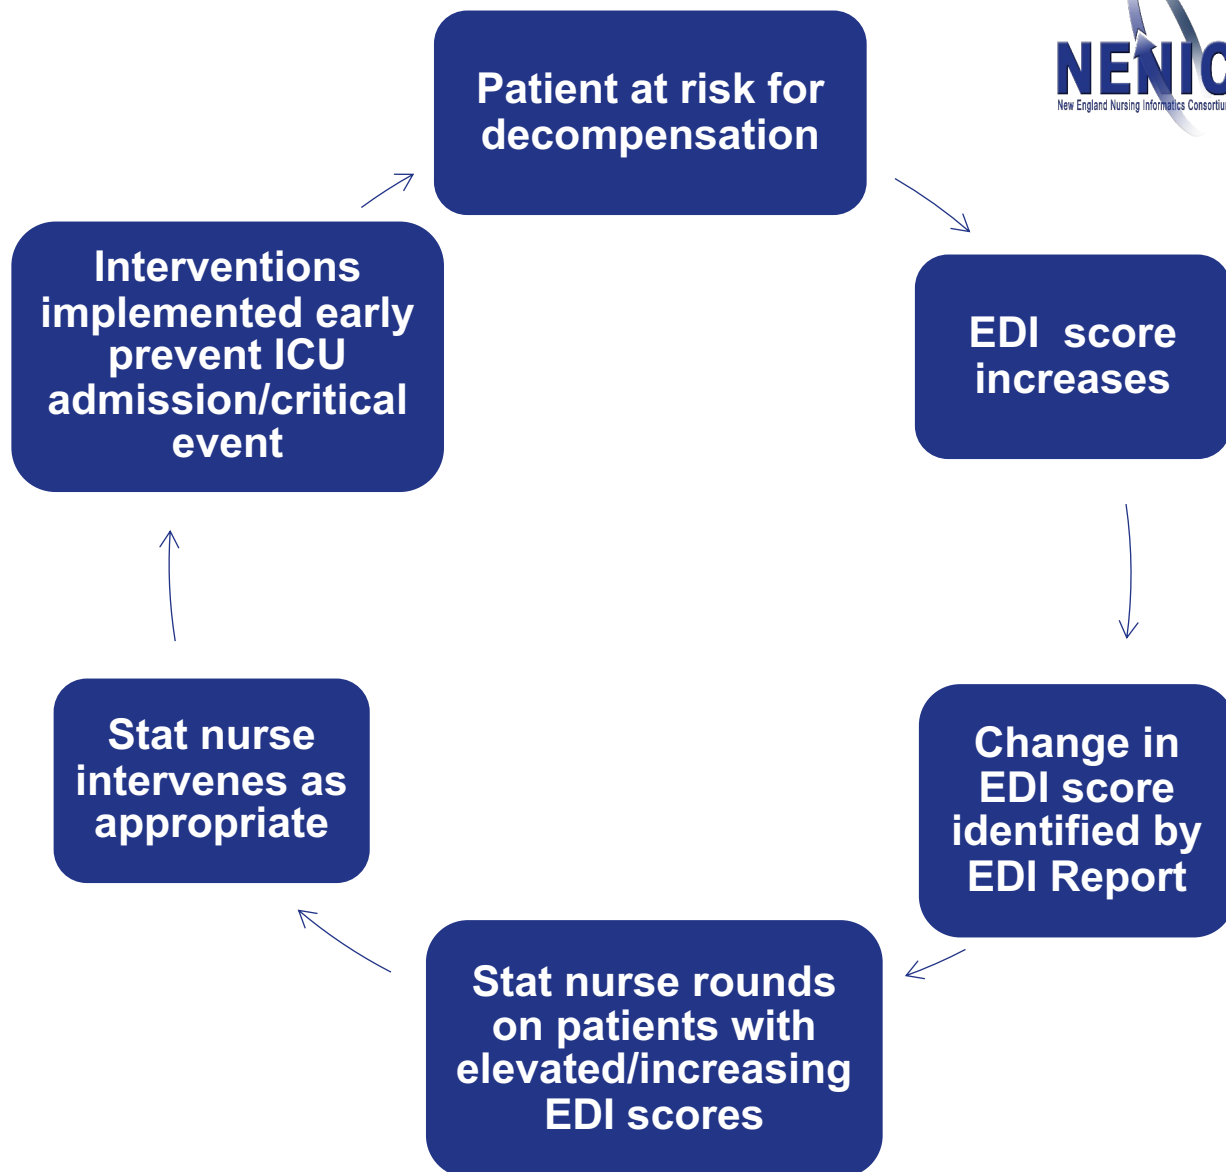 Patient at risk for
decompensation
NENIC
New England Nursing Informatics Consortium
EDI  score
increases
Change in
EDI score
identified by
EDI Report
Stat nurse rounds
on patients with
elevated/increasing
EDI scores
Stat nurse
intervenes as
appropriate
Interventions
implemented early
prevent ICU
admission/critical
event